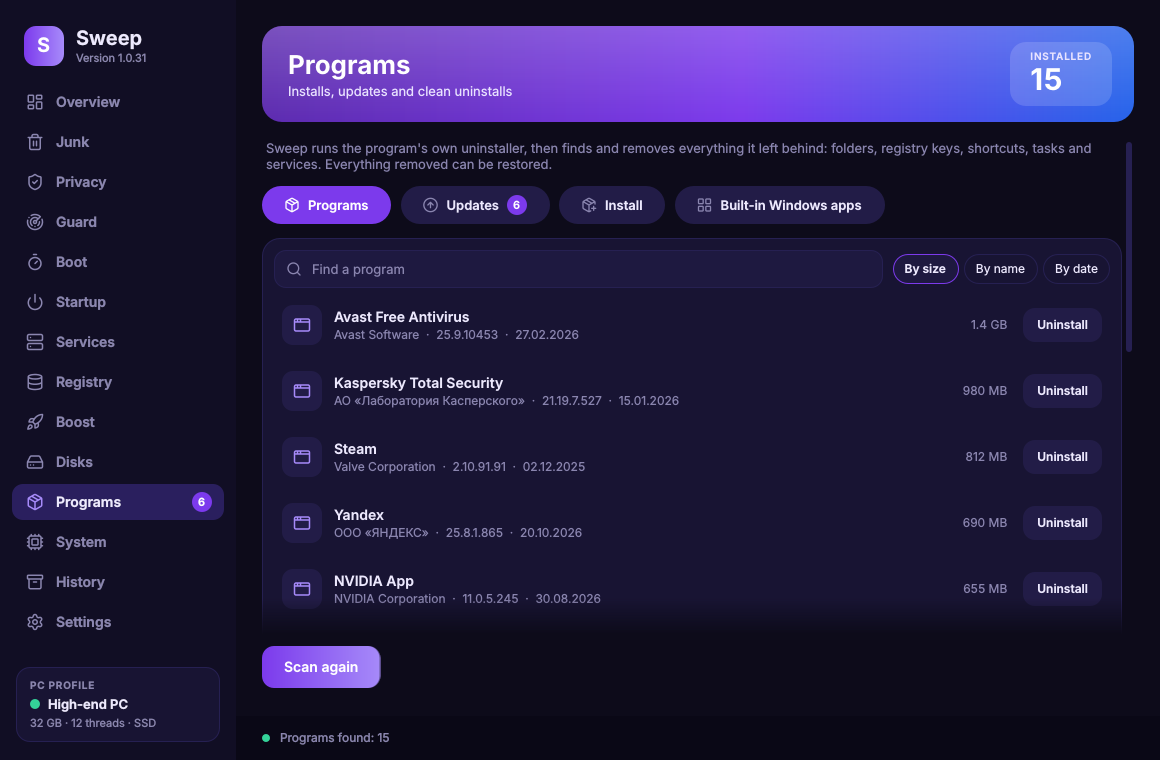 S
Sweep
Version 1.0.31
Overview
Junk
Privacy
Guard
Boot
Startup
Services
Registry
Boost
Disks
Programs 6
System
History
Settings
PC PROFILE
High-end PC
32 GB · 12 threads · SSD
Programs
Installs, updates and clean uninstalls
INSTALLED
15
Sweep runs the program's own uninstaller, then finds and removes everything it left behind: folders, registry keys, shortcuts, tasks and
services. Everything removed can be restored.
Programs
Updates 6
Install
Built-in Windows apps
Find a program
By size
By name
By date
Avast Free Antivirus
Avast Software · 25.9.10453 · 27.02.2026
1.4 GB
Uninstall
Kaspersky Total Security
АО «Лаборатория Касперского» · 21.19.7.527 · 15.01.2026
980 MB
Uninstall
Steam
Valve Corporation · 2.10.91.91 · 02.12.2025
812 MB
Uninstall
Yandex
ООО «ЯНДЕКС» · 25.8.1.865 · 20.10.2026
690 MB
Uninstall
NVIDIA App
NVIDIA Corporation · 11.0.5.245 · 30.08.2026
655 MB
Uninstall
Scan again
Programs found: 15